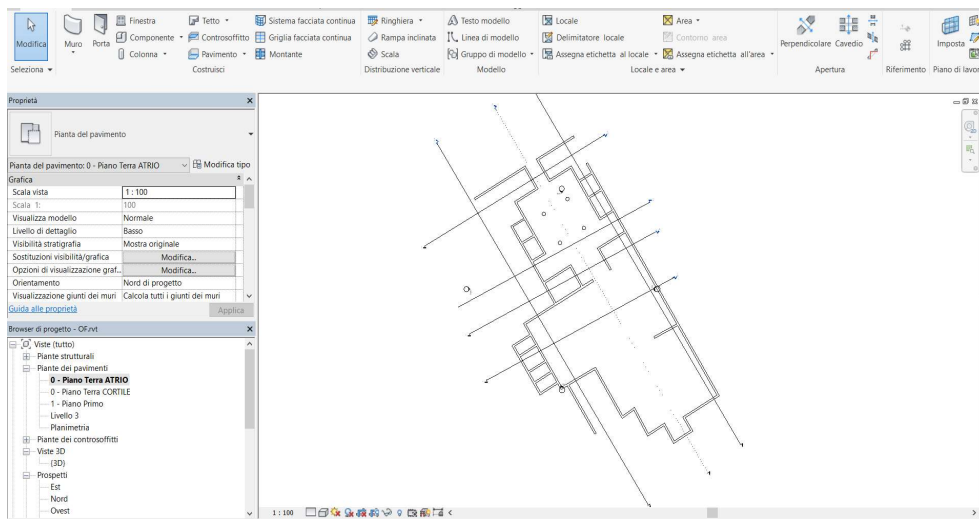 Finestra Tetto Sistema facciata continua Ringhiera Testo modello Locale Area
Modifica Muro Porta Componente Controsoffitto Griglia facciata continua Rampa inclinata Linea di modello Delimitatore locale Contorno area Perpendicolare Cavedio Imposta
Colonna Pavimento Montante Scala Gruppo di modello Assegna etichetta al locale Assegna etichetta all'area
Seleziona Costruisci Distribuzione verticale Modello Locale e area Apertura Riferimento Piano di lavor
Proprietà
Pianta del pavimento
Pianta del pavimento: 0 - Piano Terra ATRIO Modifica tipo
Grafica
Scala vista 1 : 100
Scala 1: 100
Visualizza modello Normale
Livello di dettaglio Basso
Visibilità stratigrafia Mostra originale
Sostituzioni visibilità/grafica Modifica...
Opzioni di visualizzazione graf... Modifica...
Orientamento Nord di progetto
Visualizzazione giunti dei muri Calcola tutti i giunti dei muri
Guida alle proprietà Applica
Browser di progetto - OF.rvt
Viste (tutto)
Piante strutturali
Piante dei pavimenti
0 - Piano Terra ATRIO
0 - Piano Terra CORTILE
1 - Piano Primo
Livello 3
Planimetria
Piante dei controsoffitti
Viste 3D
{3D}
Prospetti
Est
Nord
Ovest
1 : 100